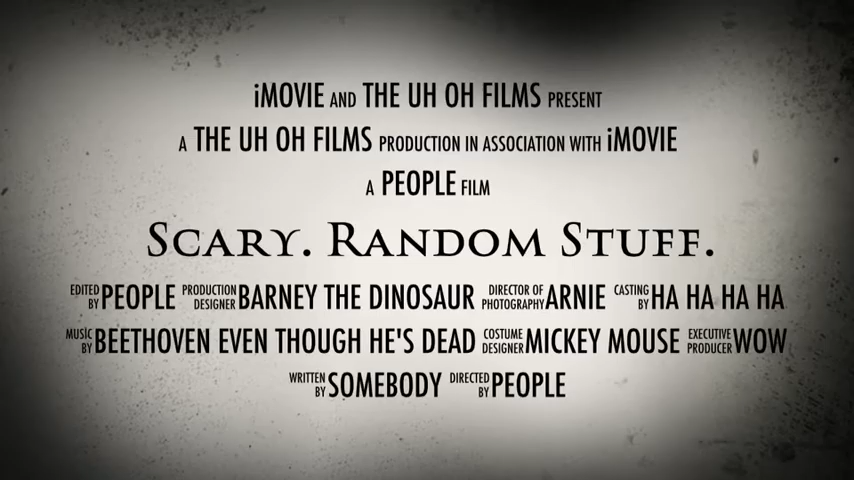 iMOVIE AND THE UH OH FILMS PRESENT
A THE UH OH FILMS PRODUCTION IN ASSOCIATION WITH iMOVIE
A PEOPLE FILM
SCARY. RANDOM STUFF.
EDITED BY PEOPLE PRODUCTION DESIGNER BARNEY THE DINOSAUR DIRECTOR OF PHOTOGRAPHY ARNIE CASTING BY HA HA HA HA
MUSIC BY BEETHOVEN EVEN THOUGH HE'S DEAD COSTUME DESIGNER MICKEY MOUSE EXECUTIVE PRODUCER WOW
WRITTEN BY SOMEBODY DIRECTED BY PEOPLE